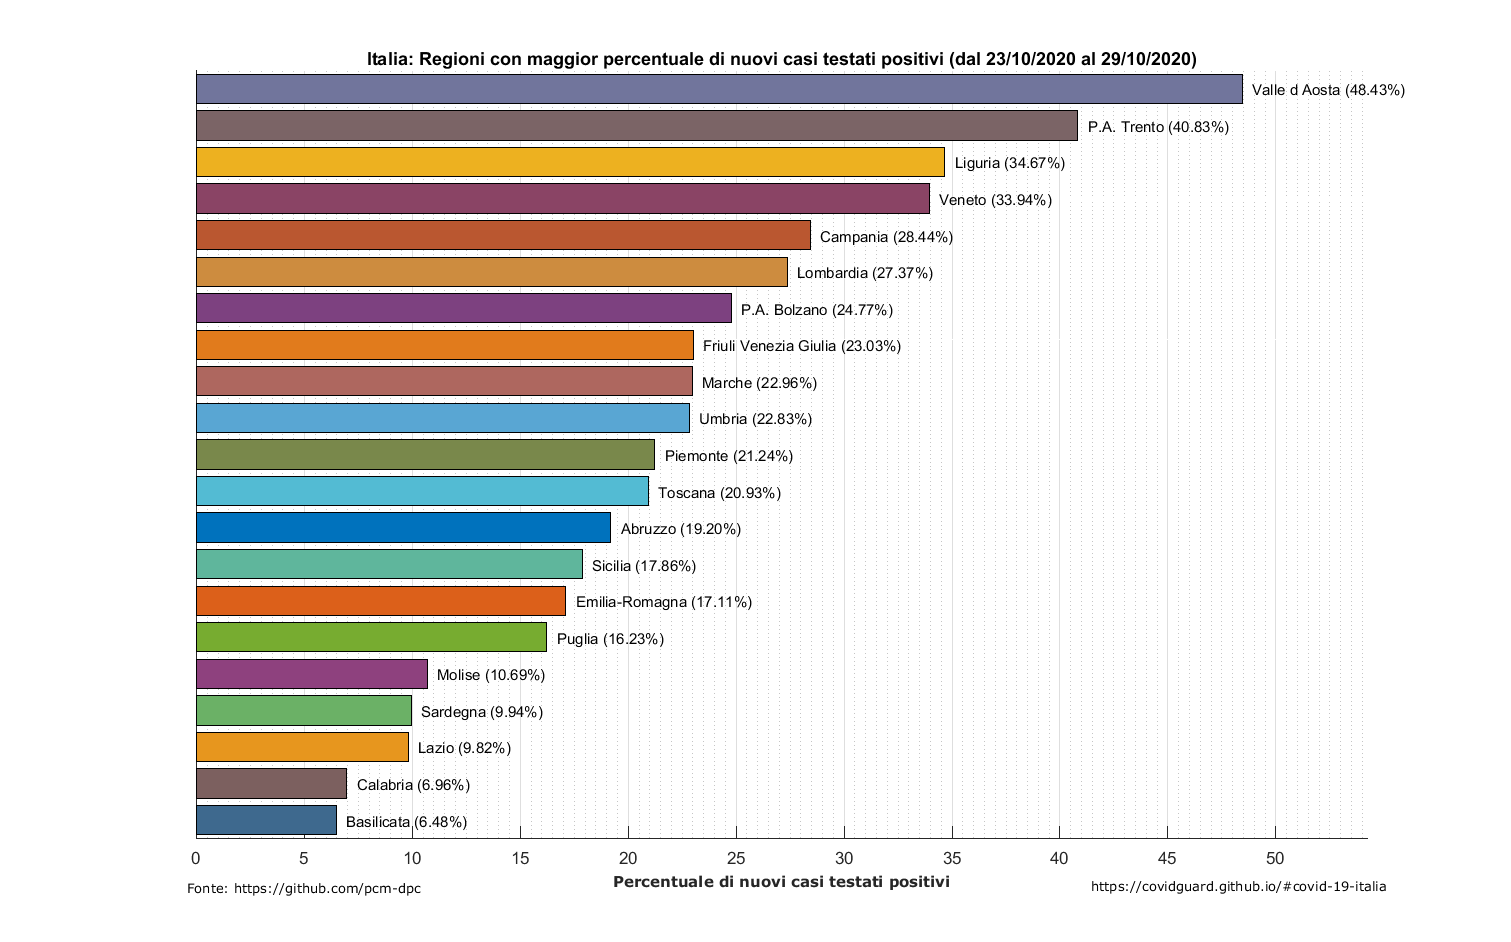 Italia: Regioni con maggior percentuale di nuovi casi testati positivi (dal 23/10/2020 al 29/10/2020)
Valle d Aosta (48.43%)
P.A. Trento (40.83%)
Liguria (34.67%)
Veneto (33.94%)
Campania (28.44%)
Lombardia (27.37%)
P.A. Bolzano (24.77%)
Friuli Venezia Giulia (23.03%)
Marche (22.96%)
Umbria (22.83%)
Piemonte (21.24%)
Toscana (20.93%)
Abruzzo (19.20%)
Sicilia (17.86%)
Emilia-Romagna (17.11%)
Puglia (16.23%)
Molise (10.69%)
Sardegna (9.94%)
Lazio (9.82%)
Calabria (6.96%)
Basilicata (6.48%)
0 5 10 15 20 25 30 35 40 45 50
Percentuale di nuovi casi testati positivi
Fonte: https://github.com/pcm-dpc
https://covidguard.github.io/#covid-19-italia